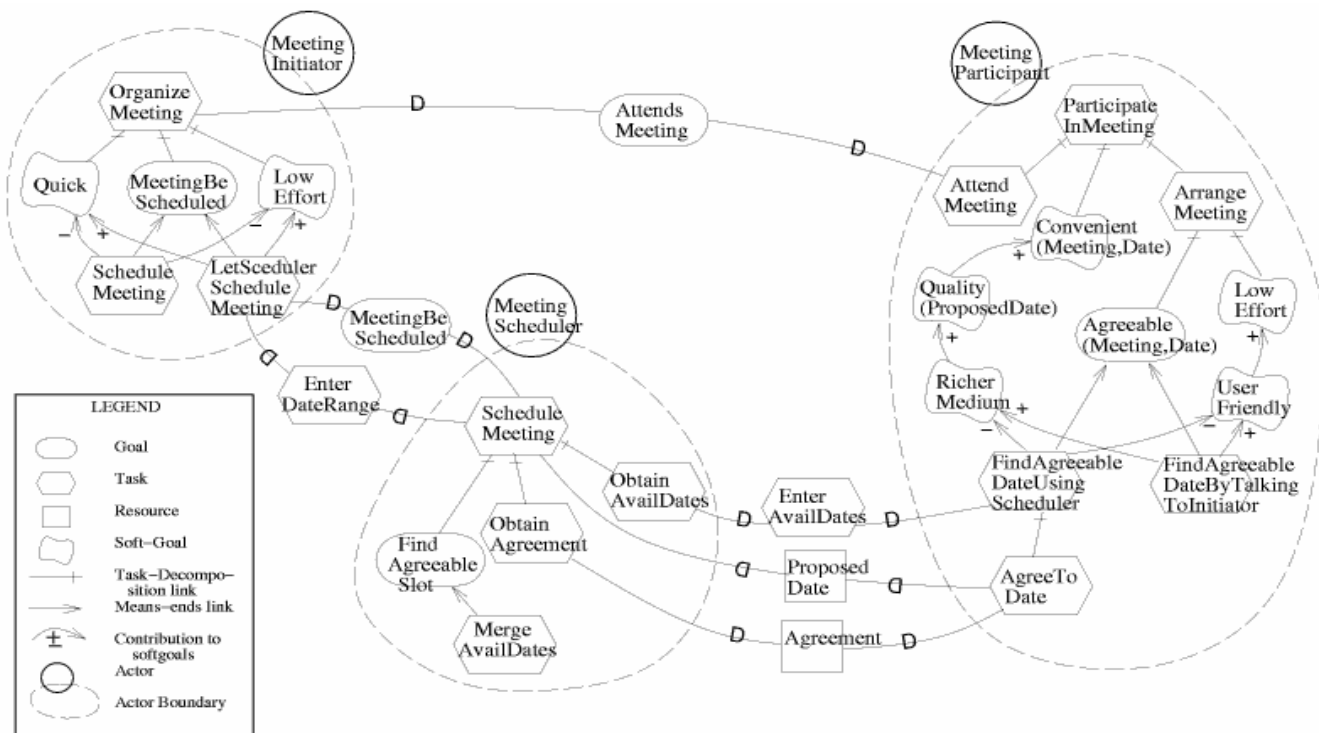 Meeting
Initiator
Organize
Meeting
D
Attends
Meeting
D
Meeting
Participant
Participate
InMeeting
Quick
MeetingBe
Scheduled
Low
Effort
Attend
Meeting
Arrange
Meeting
Convenient
(Meeting,Date)
− + − +
+
Schedule
Meeting
LetSceduler
Schedule
Meeting
Quality
(ProposedDate)
Low
Effort
Agreeable
(Meeting,Date)
+
+
D
MeetingBe
Scheduled
D
Meeting
Scheduler
Richer
Medium
User
Friendly
− + − +
D
Enter
DateRange
D
Schedule
Meeting
FindAgreeable
DateUsing
Scheduler
FindAgreeable
DateByTalking
ToInitiator
Obtain
AvailDates
D
Enter
AvailDates
D
Obtain
Agreement
Find
Agreeable
Slot
D
Proposed
Date
D
AgreeTo
Date
Merge
AvailDates
D
Agreement
D
LEGEND
Goal
Task
Resource
Soft−Goal
Task−Decompo−
sition link
Means−ends link
±
Contribution to
softgoals
Actor
Actor Boundary